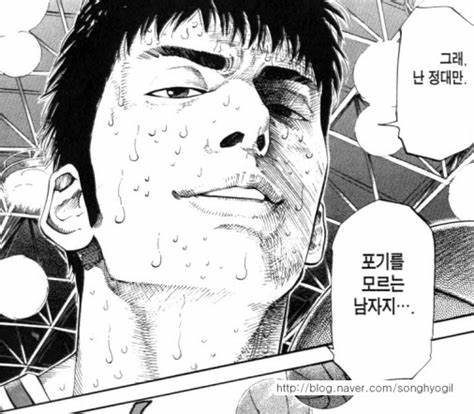 그래.
난 정대만.
포기를
모르는
남자지….
http://blog.naver.com/songhyogil